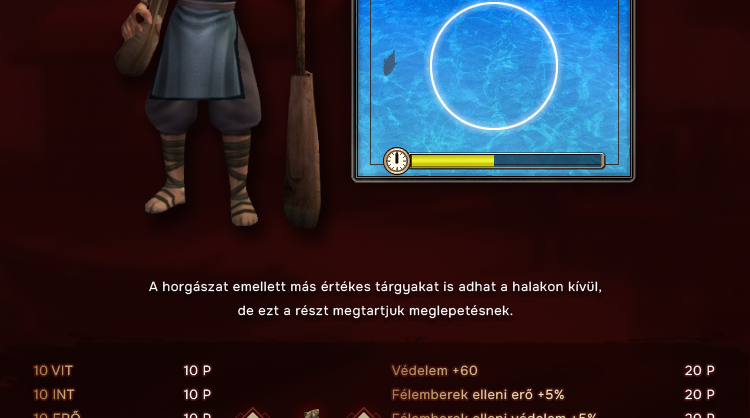 A horgászat emellett más értékes tárgyakat is adhat a halakon kívül,
de ezt a részt megtartjuk meglepetésnek.
10 VIT 10 P
10 INT 10 P
10 ERŐ 10 P
Védelem +60 20 P
Félemberek elleni erő +5% 20 P
Félemberek elleni védelem +5% 20 P